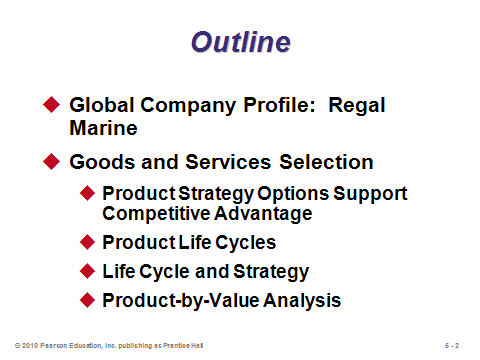 Outline
Global Company Profile: Regal
Marine
Goods and Services Selection
Product Strategy Options Support
Competitive Advantage
Product Life Cycles
Life Cycle and Strategy
Product-by-Value Analysis
© 2010 Pearson Education, Inc. publishing as Prentice Hall
5 - 2